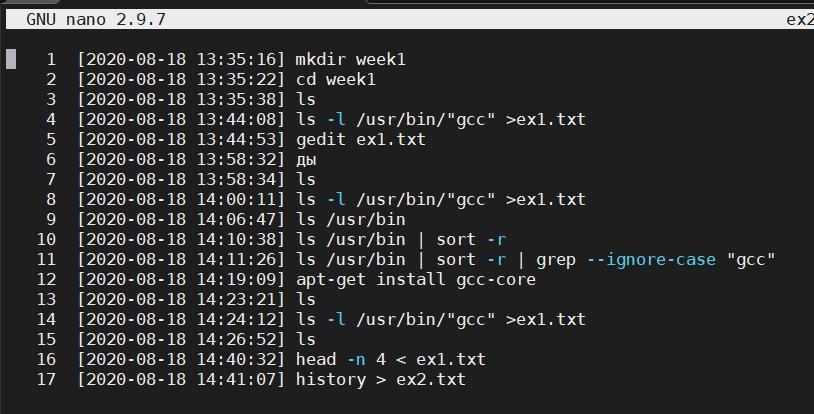 GNU nano 2.9.7 ex2
1 [2020-08-18 13:35:16] mkdir week1
2 [2020-08-18 13:35:22] cd week1
3 [2020-08-18 13:35:38] ls
4 [2020-08-18 13:44:08] ls -l /usr/bin/"gcc" >ex1.txt
5 [2020-08-18 13:44:53] gedit ex1.txt
6 [2020-08-18 13:58:32] ды
7 [2020-08-18 13:58:34] ls
8 [2020-08-18 14:00:11] ls -l /usr/bin/"gcc" >ex1.txt
9 [2020-08-18 14:06:47] ls /usr/bin
10 [2020-08-18 14:10:38] ls /usr/bin | sort -r
11 [2020-08-18 14:11:26] ls /usr/bin | sort -r | grep --ignore-case "gcc"
12 [2020-08-18 14:19:09] apt-get install gcc-core
13 [2020-08-18 14:23:21] ls
14 [2020-08-18 14:24:12] ls -l /usr/bin/"gcc" >ex1.txt
15 [2020-08-18 14:26:52] ls
16 [2020-08-18 14:40:32] head -n 4 < ex1.txt
17 [2020-08-18 14:41:07] history > ex2.txt